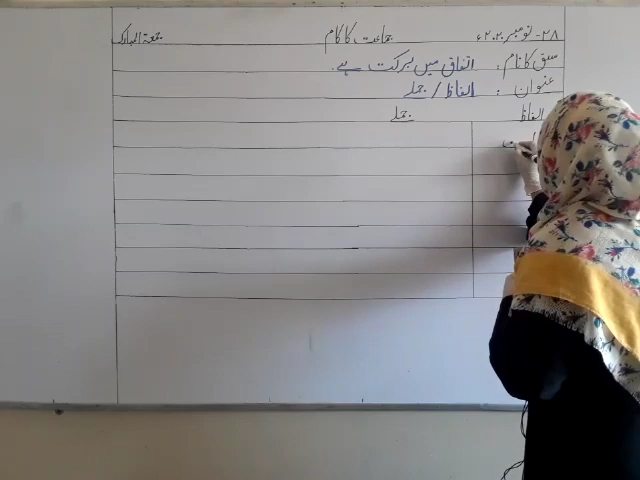 ۲۸- نومبر ۲۰۲۰ء جماعت کا کام جمعۃ المبارک
سبق کا نام: اتفاق میں برکت ہے۔
عنوان: الفاظ / جملے
الفاظ جملے